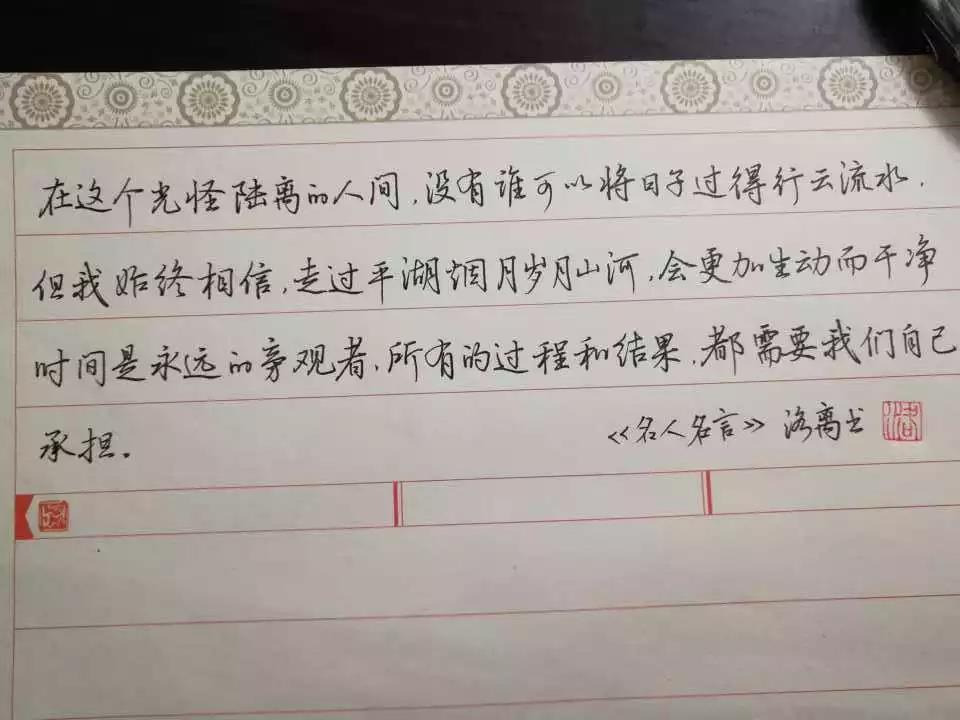 在这个光怪陆离的人间,没有谁可以将日子过得行云流水.
但我始终相信,走过平湖烟月岁月山河,会更加生动而干净
时间是永远的旁观者,所有的过程和结果,都需要我们自己
承担。
《名人名言》洛离书